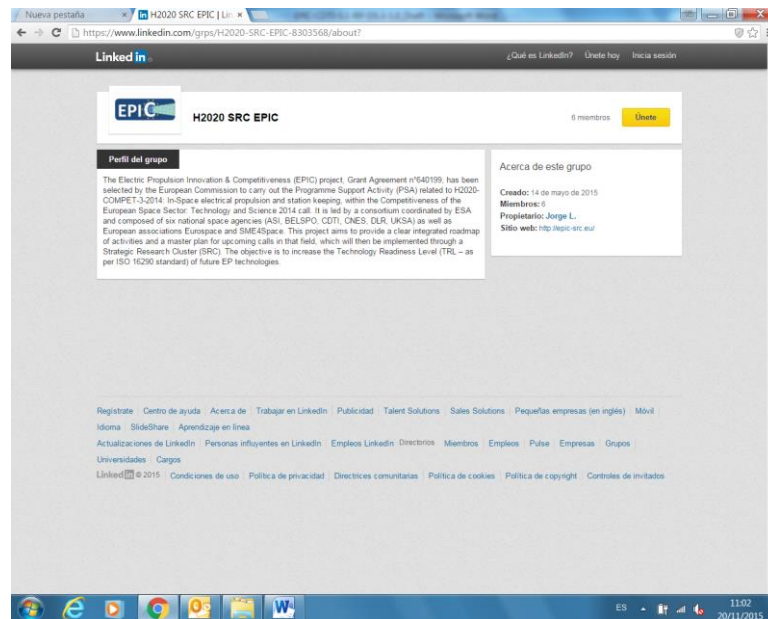 Nueva pestaña
H2020 SRC EPIC | Lin
https://www.linkedin.com/grps/H2020-SRC-EPIC-8303568/about?
Linked in
¿Qué es LinkedIn? Únete hoy Inicia sesión
EPIC
H2020 SRC EPIC
6 miembros
Únete
Perfil del grupo
The Electric Propulsion Innovation & Competitiveness (EPIC) project, Grant Agreement nº640199, has been
selected by the European Commission to carry out the Programme Support Activity (PSA) related to H2020-
COMPET-3-2014: In-Space electrical propulsion and station keeping, within the Competitiveness of the
European Space Sector: Technology and Science 2014 call. It is led by a consortium coordinated by ESA
and composed of six national space agencies (ASI, BELSPO, CDTI, CNES, DLR, UKSA) as well as
European associations Eurospace and SME4Space. This project aims to provide a clear integrated roadmap
of activities and a master plan for upcoming calls in that field, which will then be implemented through a
Strategic Research Cluster (SRC). The objective is to increase the Technology Readiness Level (TRL – as
per ISO 16290 standard) of future EP technologies.
Acerca de este grupo
Creado: 14 de mayo de 2015
Miembros: 6
Propietario: Jorge L.
Sitio web: http://epic-src.eu/
Regístrate Centro de ayuda Acerca de Trabajar en LinkedIn Publicidad Talent Solutions Sales Solutions Pequeñas empresas (en inglés) Móvil
Idioma SlideShare Aprendizaje en línea
Actualizaciones de LinkedIn Personas influyentes en LinkedIn Empleos LinkedIn Directorios Miembros Empleos Pulse Empresas Grupos
Universidades Cargos
Linked in © 2015 Condiciones de uso Política de privacidad Directrices comunitarias Política de cookies Política de copyright Controles de invitados
ES
11:02
20/11/2015